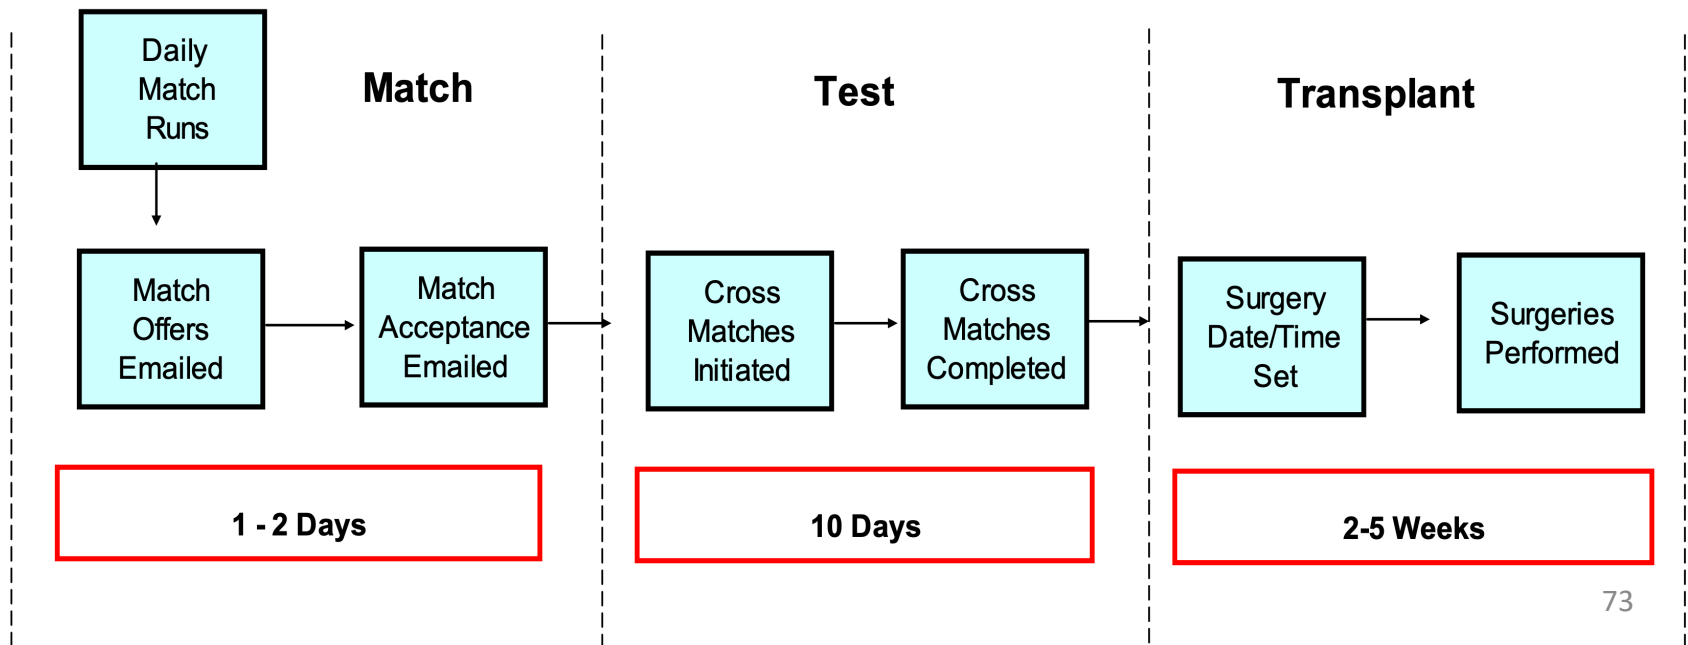 Daily
Match
Runs
Match
Test
Transplant
Match
Offers
Emailed
Match
Acceptance
Emailed
Cross
Matches
Initiated
Cross
Matches
Completed
Surgery
Date/Time
Set
Surgeries
Performed
1 - 2 Days
10 Days
2-5 Weeks
73